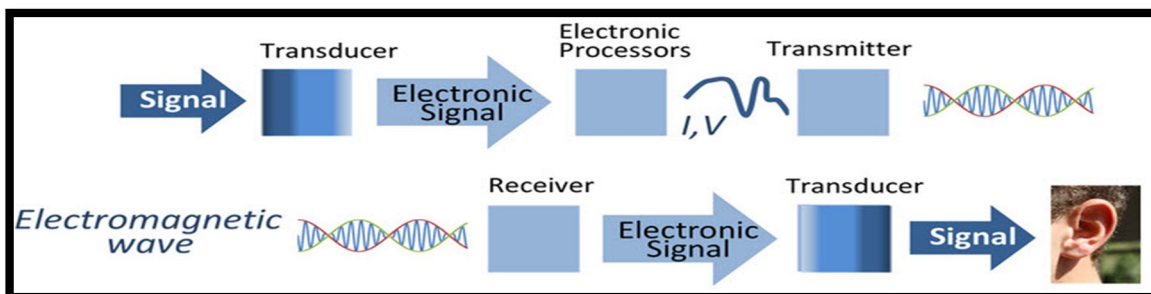 Transducer
Electronic
Processors
Transmitter
Signal
Electronic
Signal
I,V
Receiver
Transducer
Electromagnetic
wave
Electronic
Signal
Signal